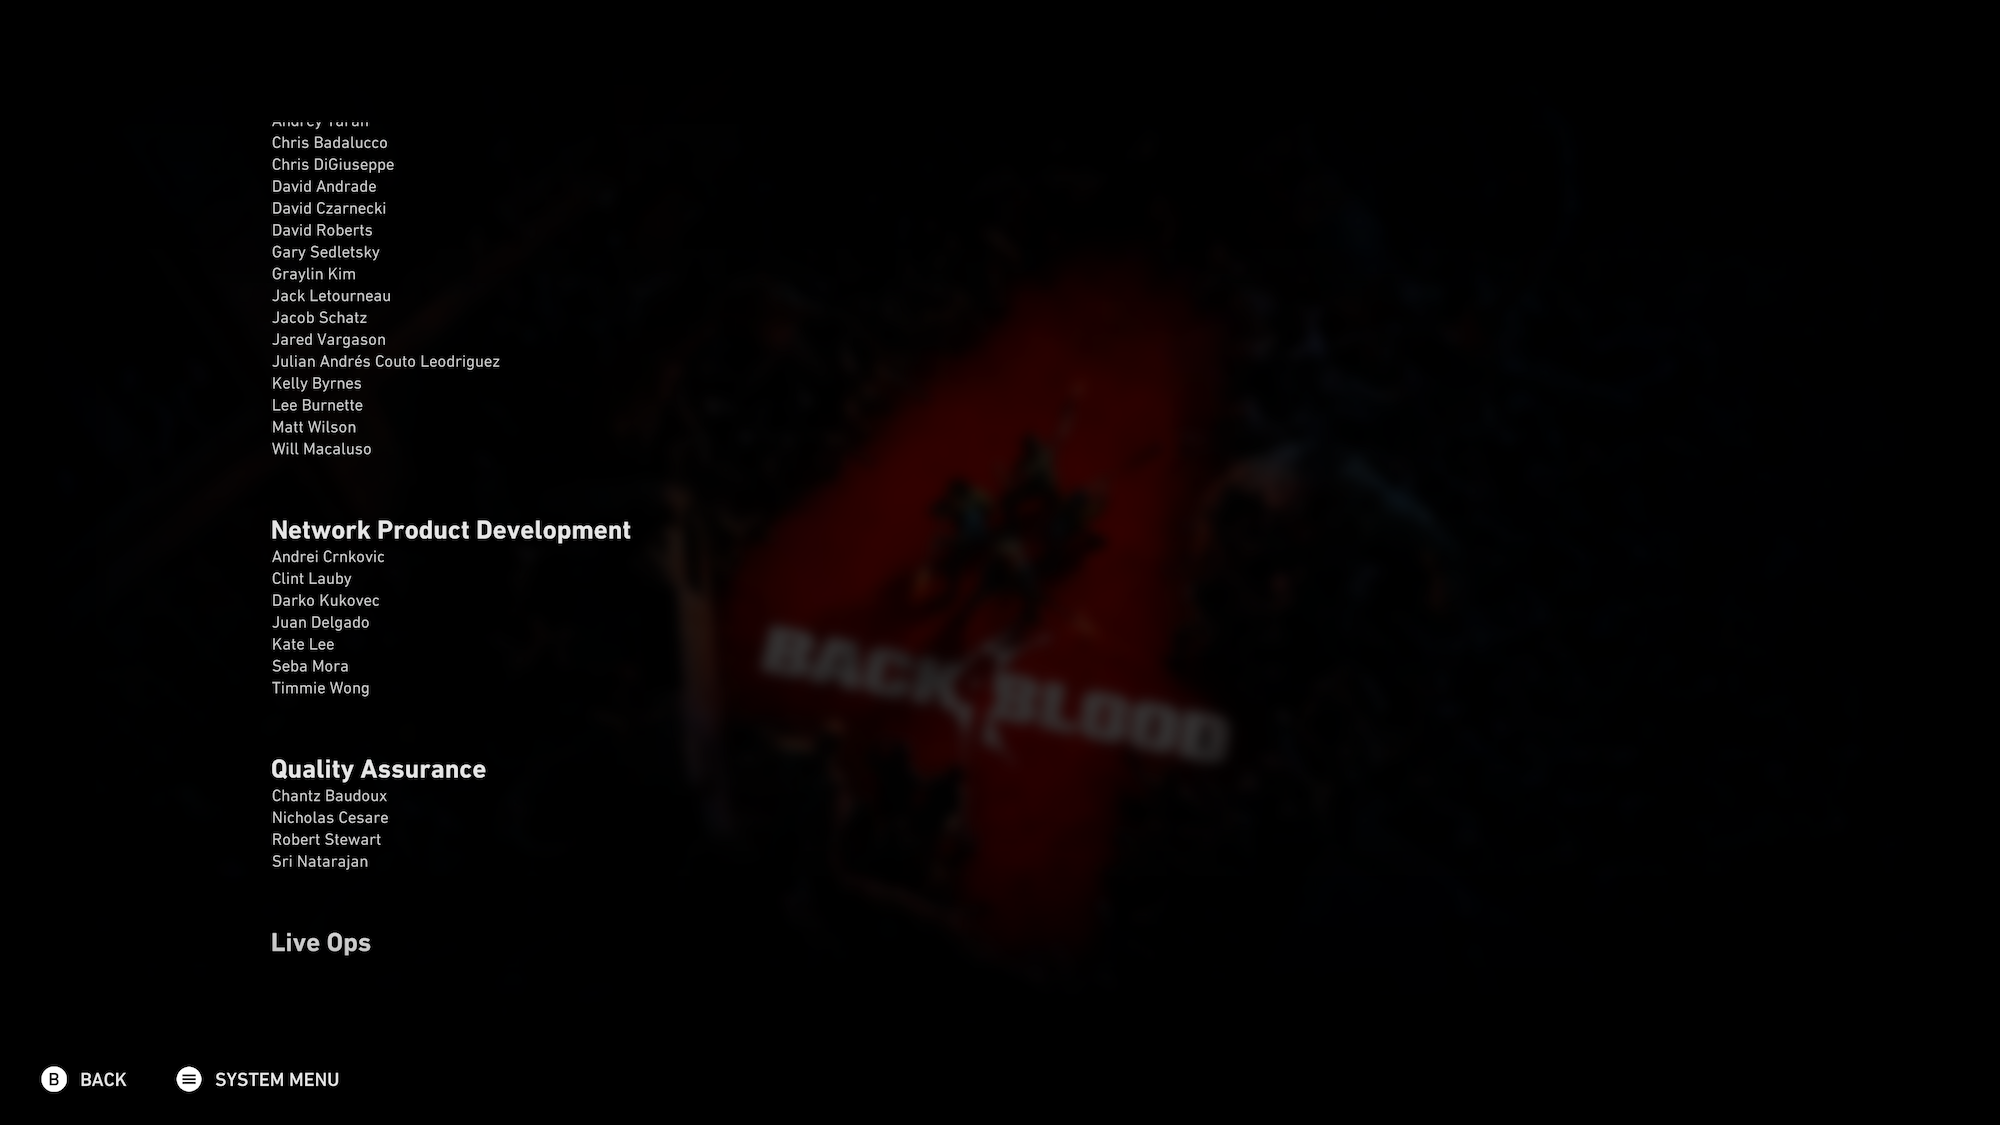 Andrey Taran
Chris Badalucco
Chris DiGiuseppe
David Andrade
David Czarnecki
David Roberts
Gary Sedletsky
Graylin Kim
Jack Letourneau
Jacob Schatz
Jared Vargason
Julian Andrés Couto Leodriguez
Kelly Byrnes
Lee Burnette
Matt Wilson
Will Macaluso
Network Product Development
Andrei Crnkovic
Clint Lauby
Darko Kukovec
Juan Delgado
Kate Lee
Seba Mora
Timmie Wong
Quality Assurance
Chantz Baudoux
Nicholas Cesare
Robert Stewart
Sri Natarajan
Live Ops
BACK 4 BLOOD
B BACK
SYSTEM MENU